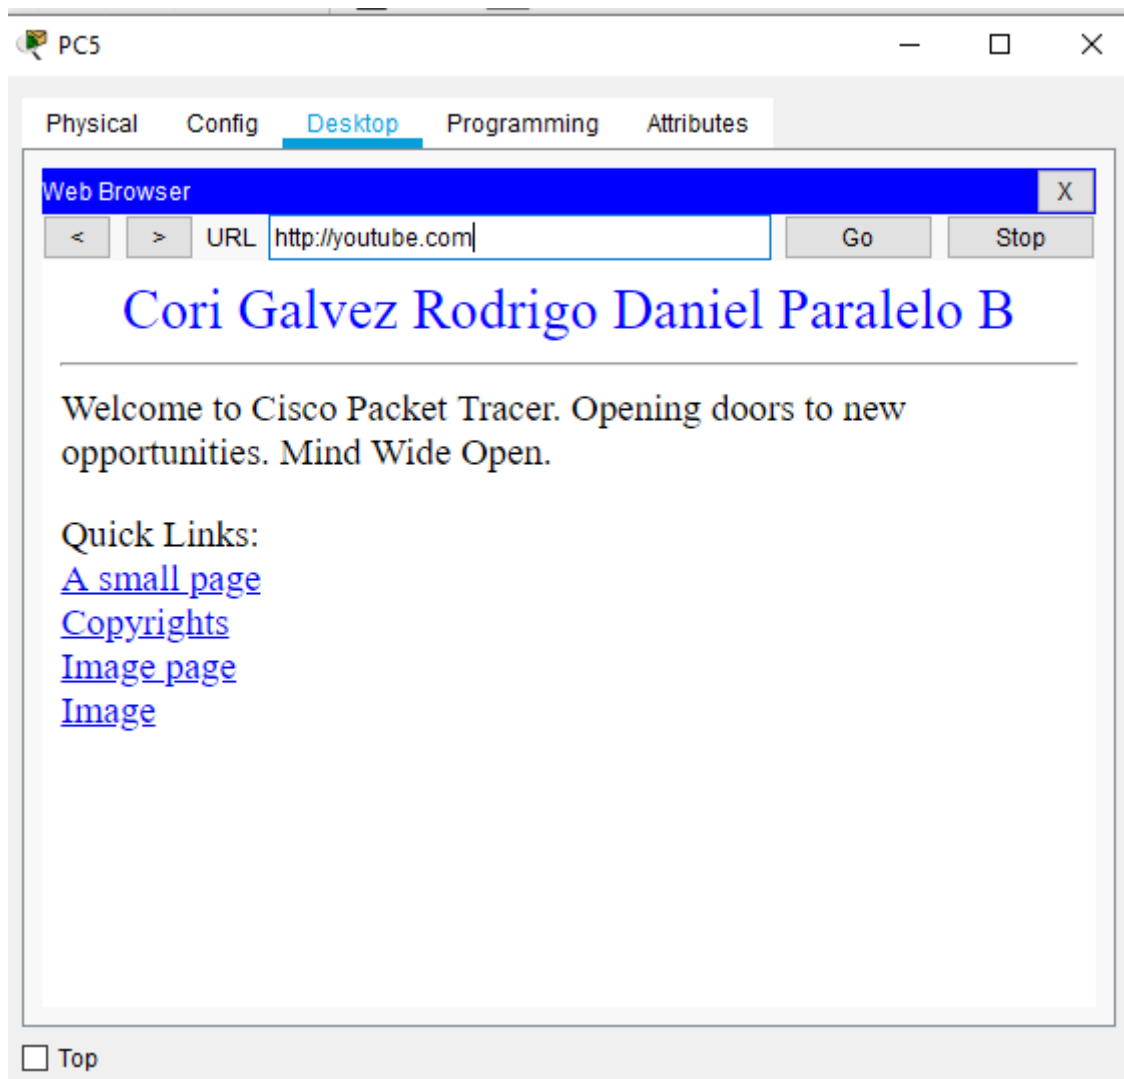 PC5
Physical Config Desktop Programming Attributes
Web Browser X
< > URL http://youtube.com Go Stop
Cori Galvez Rodrigo Daniel Paralelo B
Welcome to Cisco Packet Tracer. Opening doors to new
opportunities. Mind Wide Open.
Quick Links:
A small page
Copyrights
Image page
Image
Top